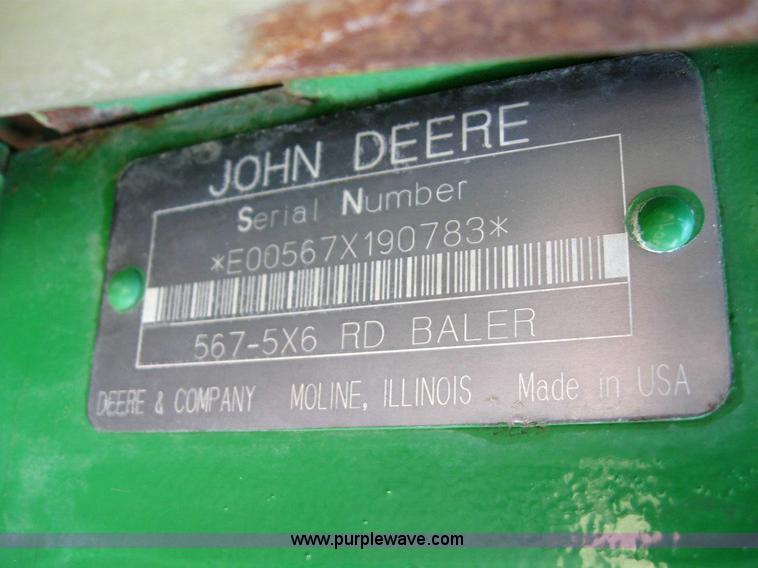 JOHN DEERE
Serial Number
*E00567X190783*
567-5X6 RD BALER
DEERE & COMPANY MOLINE, ILLINOIS Made in USA
www.purplewave.com